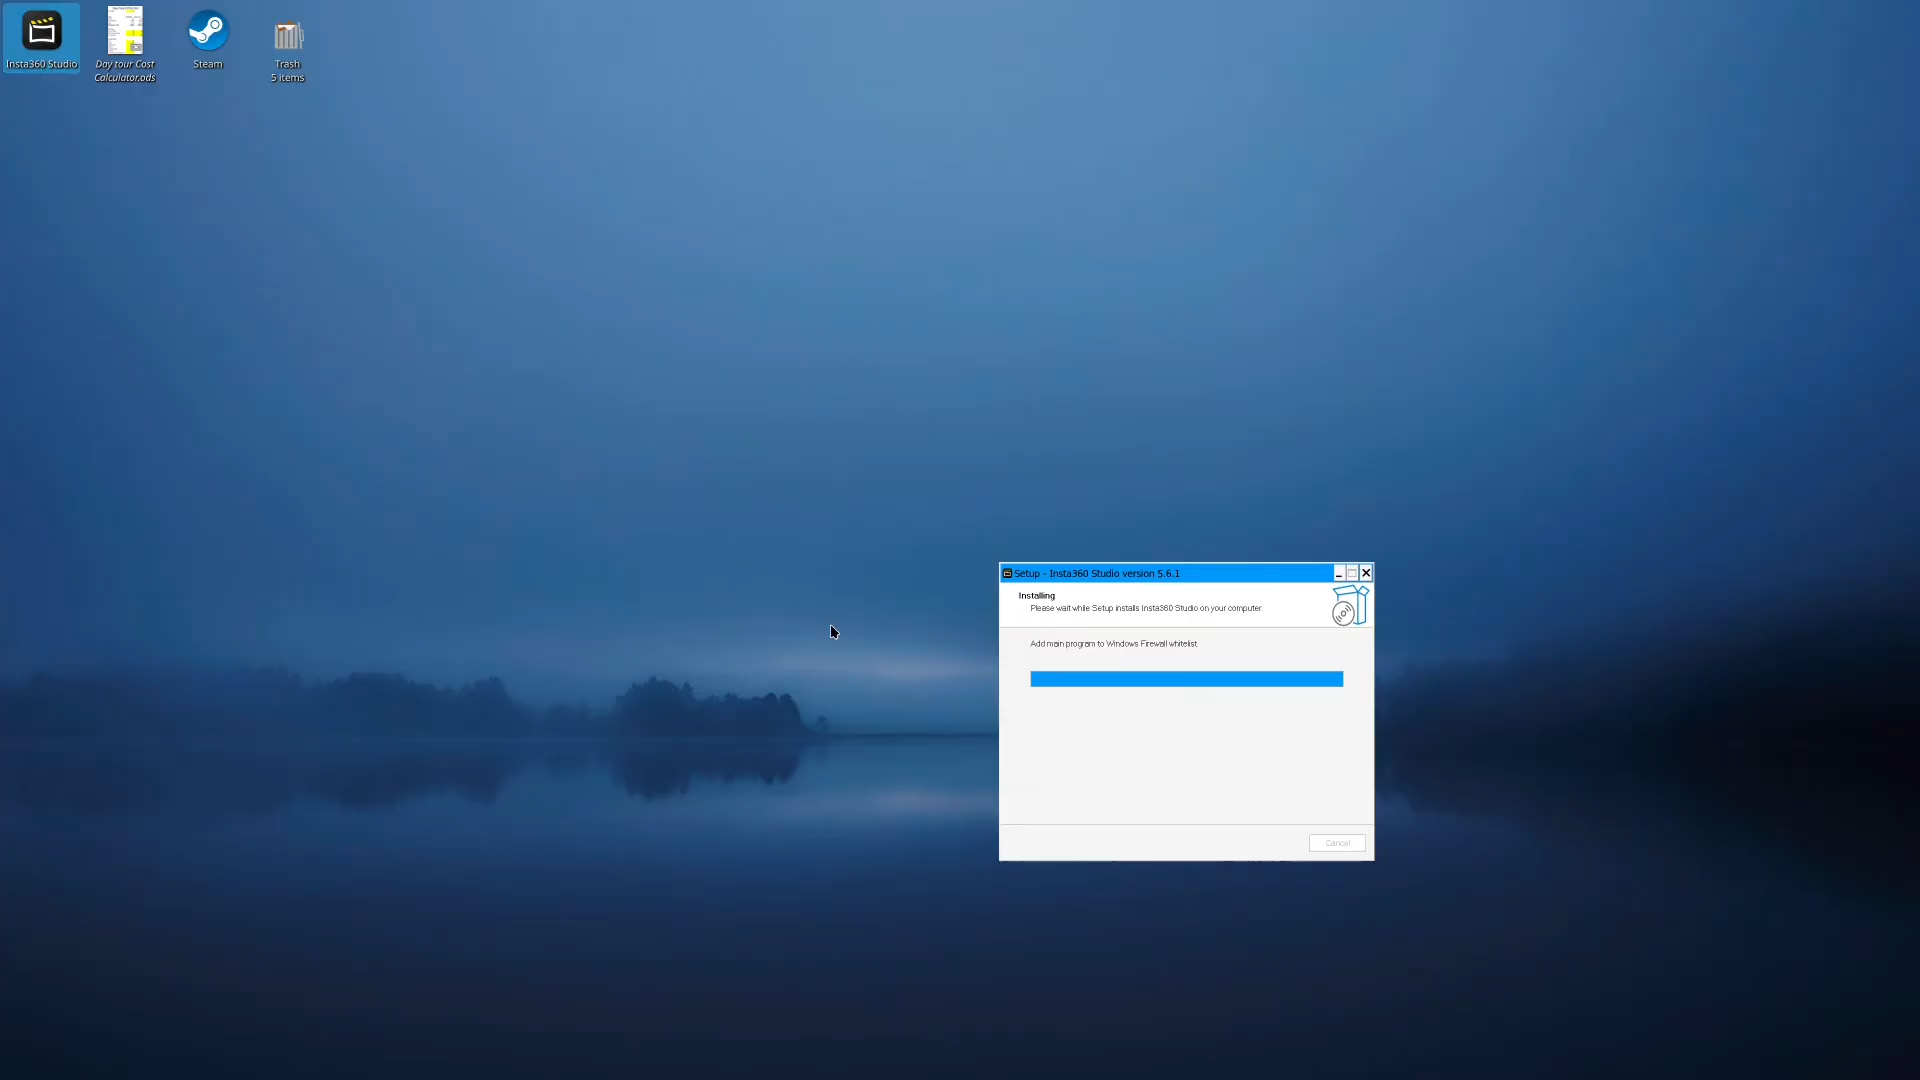 Insta360 Studio
Day tour Cost
Calculator.ods
Steam
Trash
5 items
Setup - Insta360 Studio version 5.6.1
Installing
Please wait while Setup installs Insta360 Studio on your computer.
Add main program to Windows Firewall whitelist
Cancel